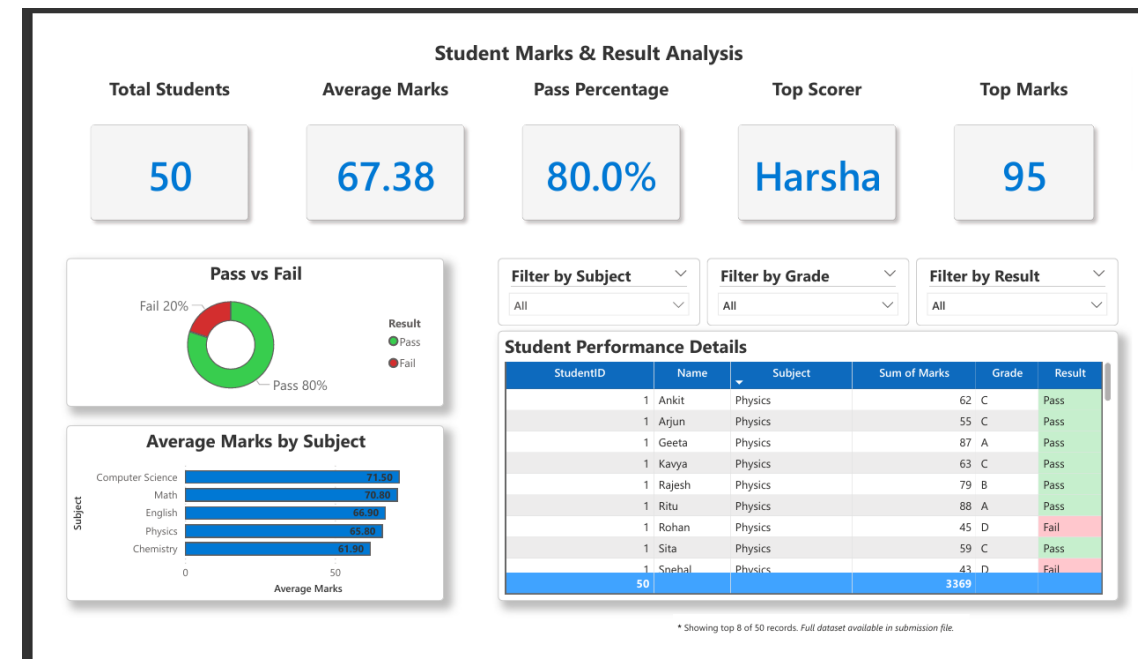 Student Marks & Result Analysis
Total Students
Average Marks
Pass Percentage
Top Scorer
Top Marks
50
67.38
80.0%
Harsha
95
Pass vs Fail
Fail 20%
Pass 80%
Result
Pass
Fail
Average Marks by Subject
Subject
Computer Science 71.50
Math 70.80
English 66.90
Physics 65.80
Chemistry 61.90
0 50
Average Marks
Filter by Subject
All
Filter by Grade
All
Filter by Result
All
Student Performance Details
StudentID Name Subject Sum of Marks Grade Result
1 Ankit Physics 62 C Pass
1 Arjun Physics 55 C Pass
1 Geeta Physics 87 A Pass
1 Kavya Physics 63 C Pass
1 Rajesh Physics 79 B Pass
1 Ritu Physics 88 A Pass
1 Rohan Physics 45 D Fail
1 Sita Physics 59 C Pass
1 Snehal Physics 43 D Fail
50 3369
* Showing top 8 of 50 records. Full dataset available in submission file.